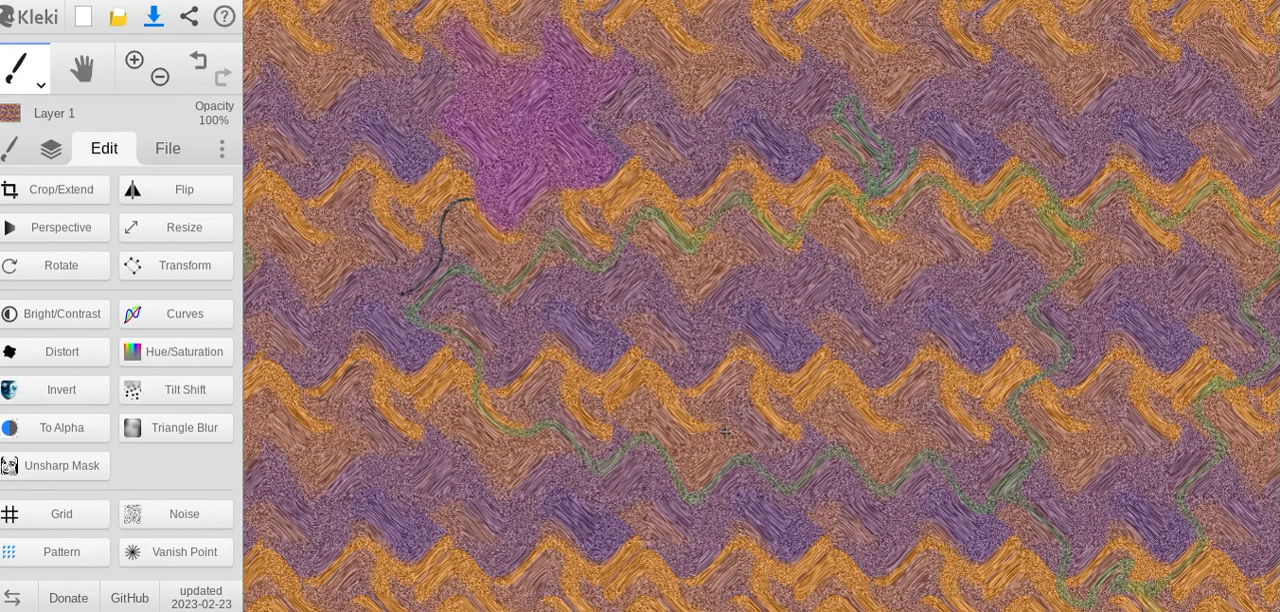 Kleki
Layer 1
Opacity
100%
Edit
File
Crop/Extend
Flip
Perspective
Resize
Rotate
Transform
Bright/Contrast
Curves
Distort
Hue/Saturation
Invert
Tilt Shift
To Alpha
Triangle Blur
Unsharp Mask
Grid
Noise
Pattern
Vanish Point
Donate
GitHub
updated
2023-02-23